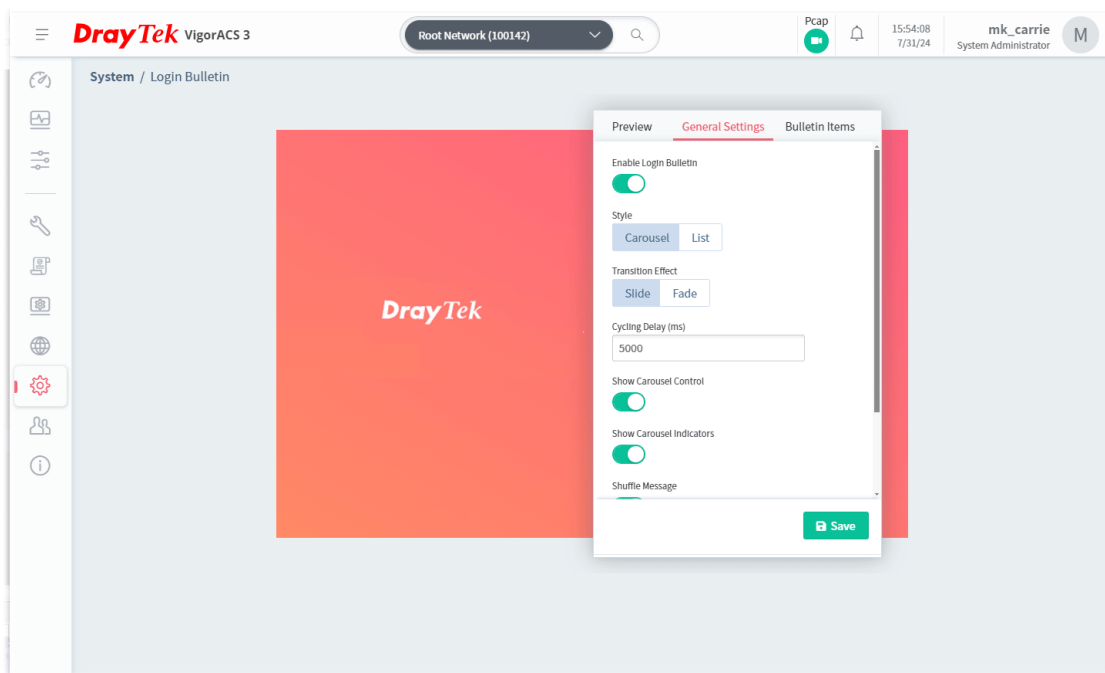 DrayTek VigorACS 3
Root Network (100142)
Pcap
15:54:08
7/31/24
mk_carrie
System Administrator
M
System / Login Bulletin
Preview General Settings Bulletin Items
Enable Login Bulletin
Style
Carousel List
Transition Effect
Slide Fade
Cycling Delay (ms)
5000
Show Carousel Control
Show Carousel Indicators
Shuffle Message
Save
DrayTek